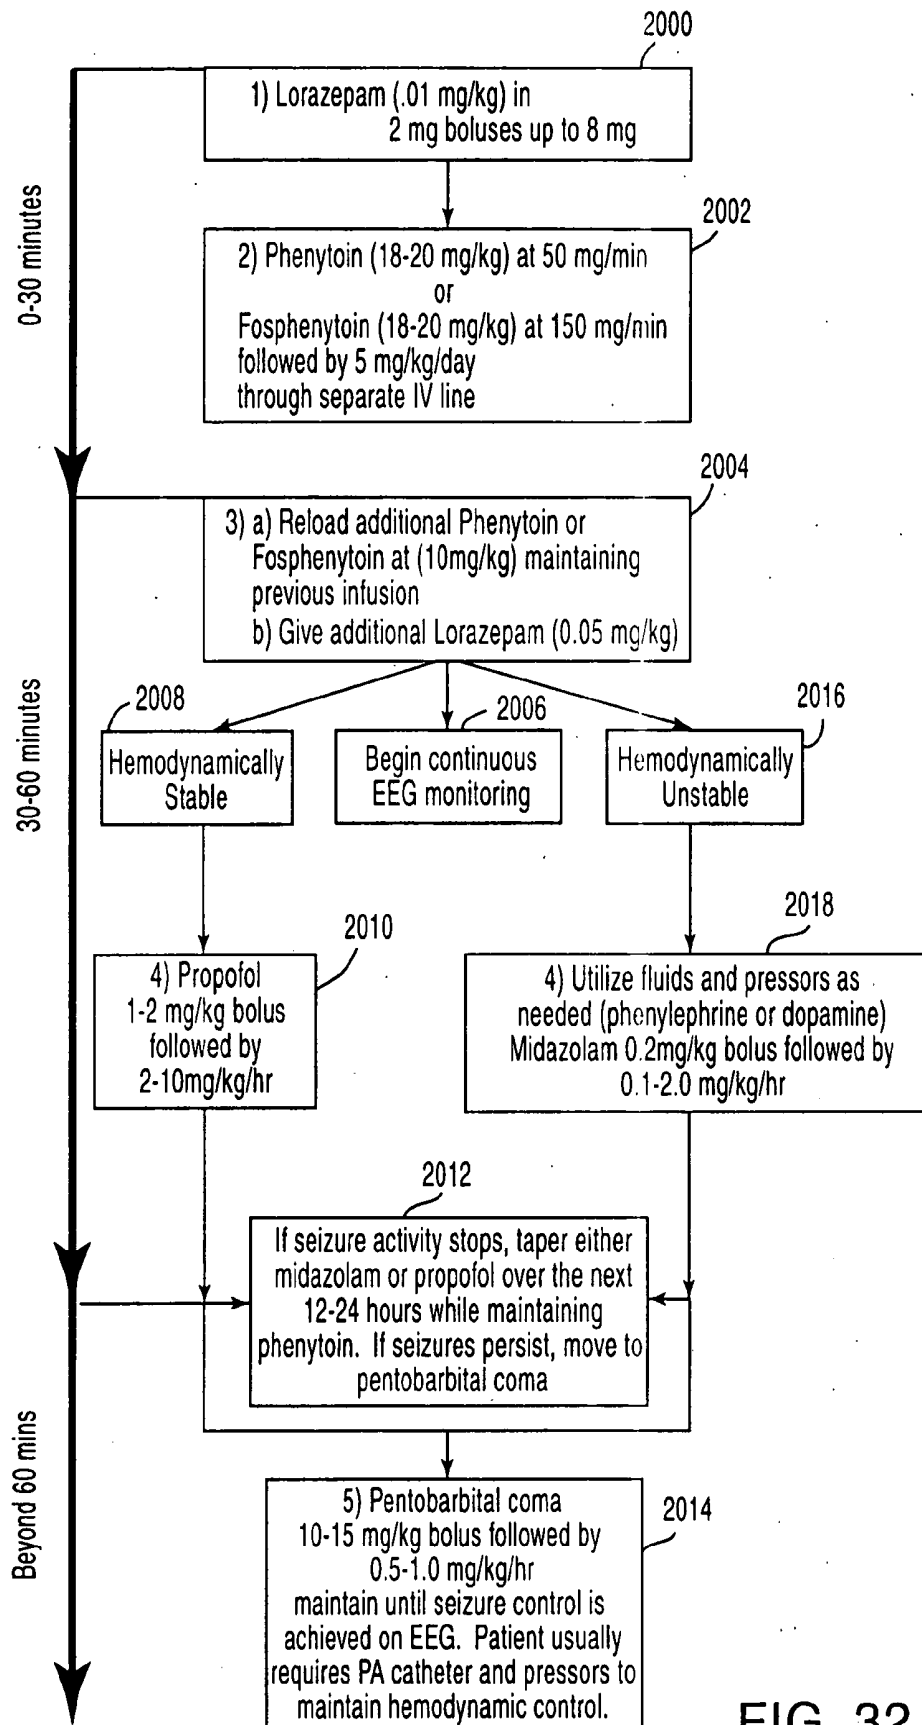 2000
1) Lorazepam (.01 mg/kg) in
2 mg boluses up to 8 mg
0-30 minutes
2002
2) Phenytoin (18-20 mg/kg) at 50 mg/min
or
Fosphenytoin (18-20 mg/kg) at 150 mg/min
followed by 5 mg/kg/day
through separate IV line
2004
3) a) Reload additional Phenytoin or
Fosphenytoin at (10mg/kg) maintaining
previous infusion
b) Give additional Lorazepam (0.05 mg/kg)
30-60 minutes
2008
Hemodynamically
Stable
2006
Begin continuous
EEG monitoring
2016
Hemodynamically
Unstable
2010
4) Propofol
1-2 mg/kg bolus
followed by
2-10mg/kg/hr
2018
4) Utilize fluids and pressors as
needed (phenylephrine or dopamine)
Midazolam 0.2mg/kg bolus followed by
0.1-2.0 mg/kg/hr
2012
If seizure activity stops, taper either
midazolam or propofol over the next
12-24 hours while maintaining
phenytoin. If seizures persist, move to
pentobarbital coma
Beyond 60 mins
2014
5) Pentobarbital coma
10-15 mg/kg bolus followed by
0.5-1.0 mg/kg/hr
maintain until seizure control is
achieved on EEG. Patient usually
requires PA catheter and pressors to
maintain hemodynamic control.
FIG. 32